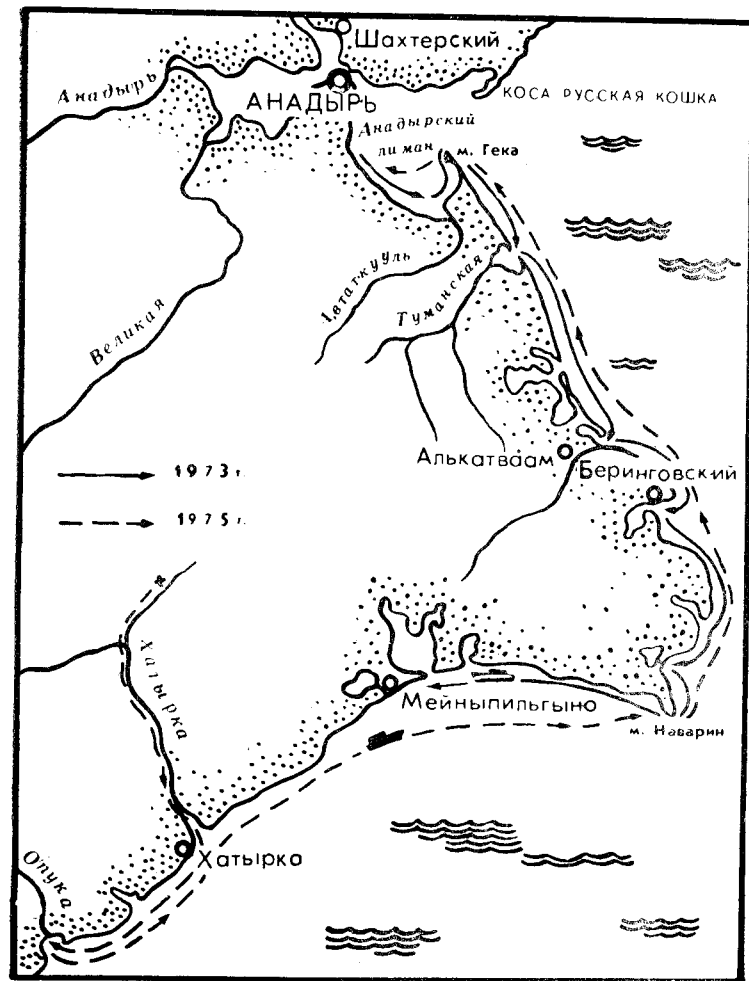 Шахтерский
Анадырь
АНАДЫРЬ
КОСА РУССКАЯ КОШКА
Анадырский
лиман
м. Гека
Великая
Автаткууль
Туманская
Алькатваам
Беринговский
1973 г.
1975 г.
Хатырка
Мейныпильгыно
м. Наварин
Хатырка
Опука